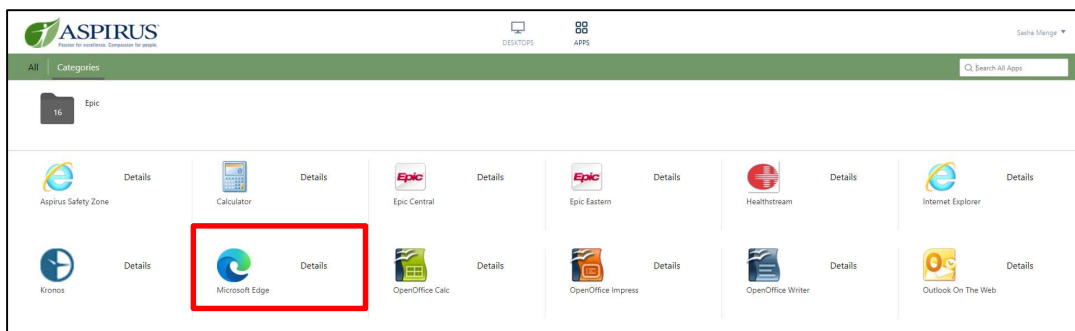 ASPIRUS
Passion for excellence. Compassion for people.
DESKTOPS
APPS
Sasha Menge
All
Categories
Search All Apps
16
Epic
Details
Aspirus Safety Zone
Details
Calculator
Epic
Details
Epic Central
Epic
Details
Epic Eastern
Details
Healthstream
Details
Internet Explorer
Details
Kronos
Details
Microsoft Edge
Details
OpenOffice Calc
Details
OpenOffice Impress
Details
OpenOffice Writer
Details
Outlook On The Web